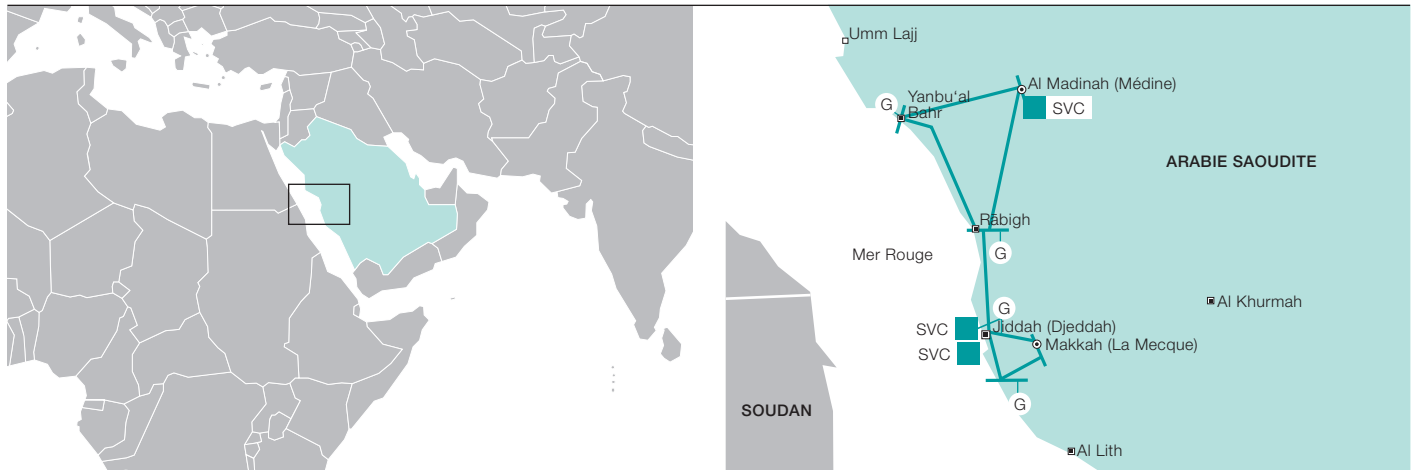 Umm Lajj
Al Madinah (Médine)
Yanbu‘al
Bahr
G
SVC
ARABIE SAOUDITE
Rābigh
G
Mer Rouge
Al Khurmah
G
SVC
Jiddah (Djeddah)
Makkah (La Mecque)
SVC
G
SOUDAN
Al Lith